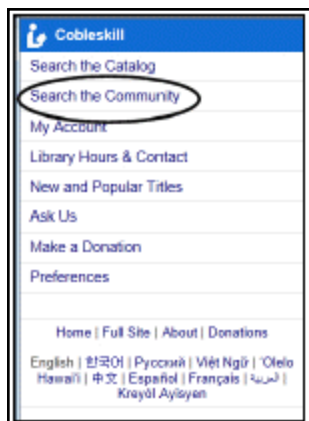 Cobleskill
Search the Catalog
Search the Community
My Account
Library Hours & Contact
New and Popular Titles
Ask Us
Make a Donation
Preferences
Home | Full Site | About | Donations
English | 한국어 | Русский | Việt Ngữ | ʻŌlelo
Hawaiʻi | 中文 | Español | Français | العربية |
Kreyòl Ayisyen